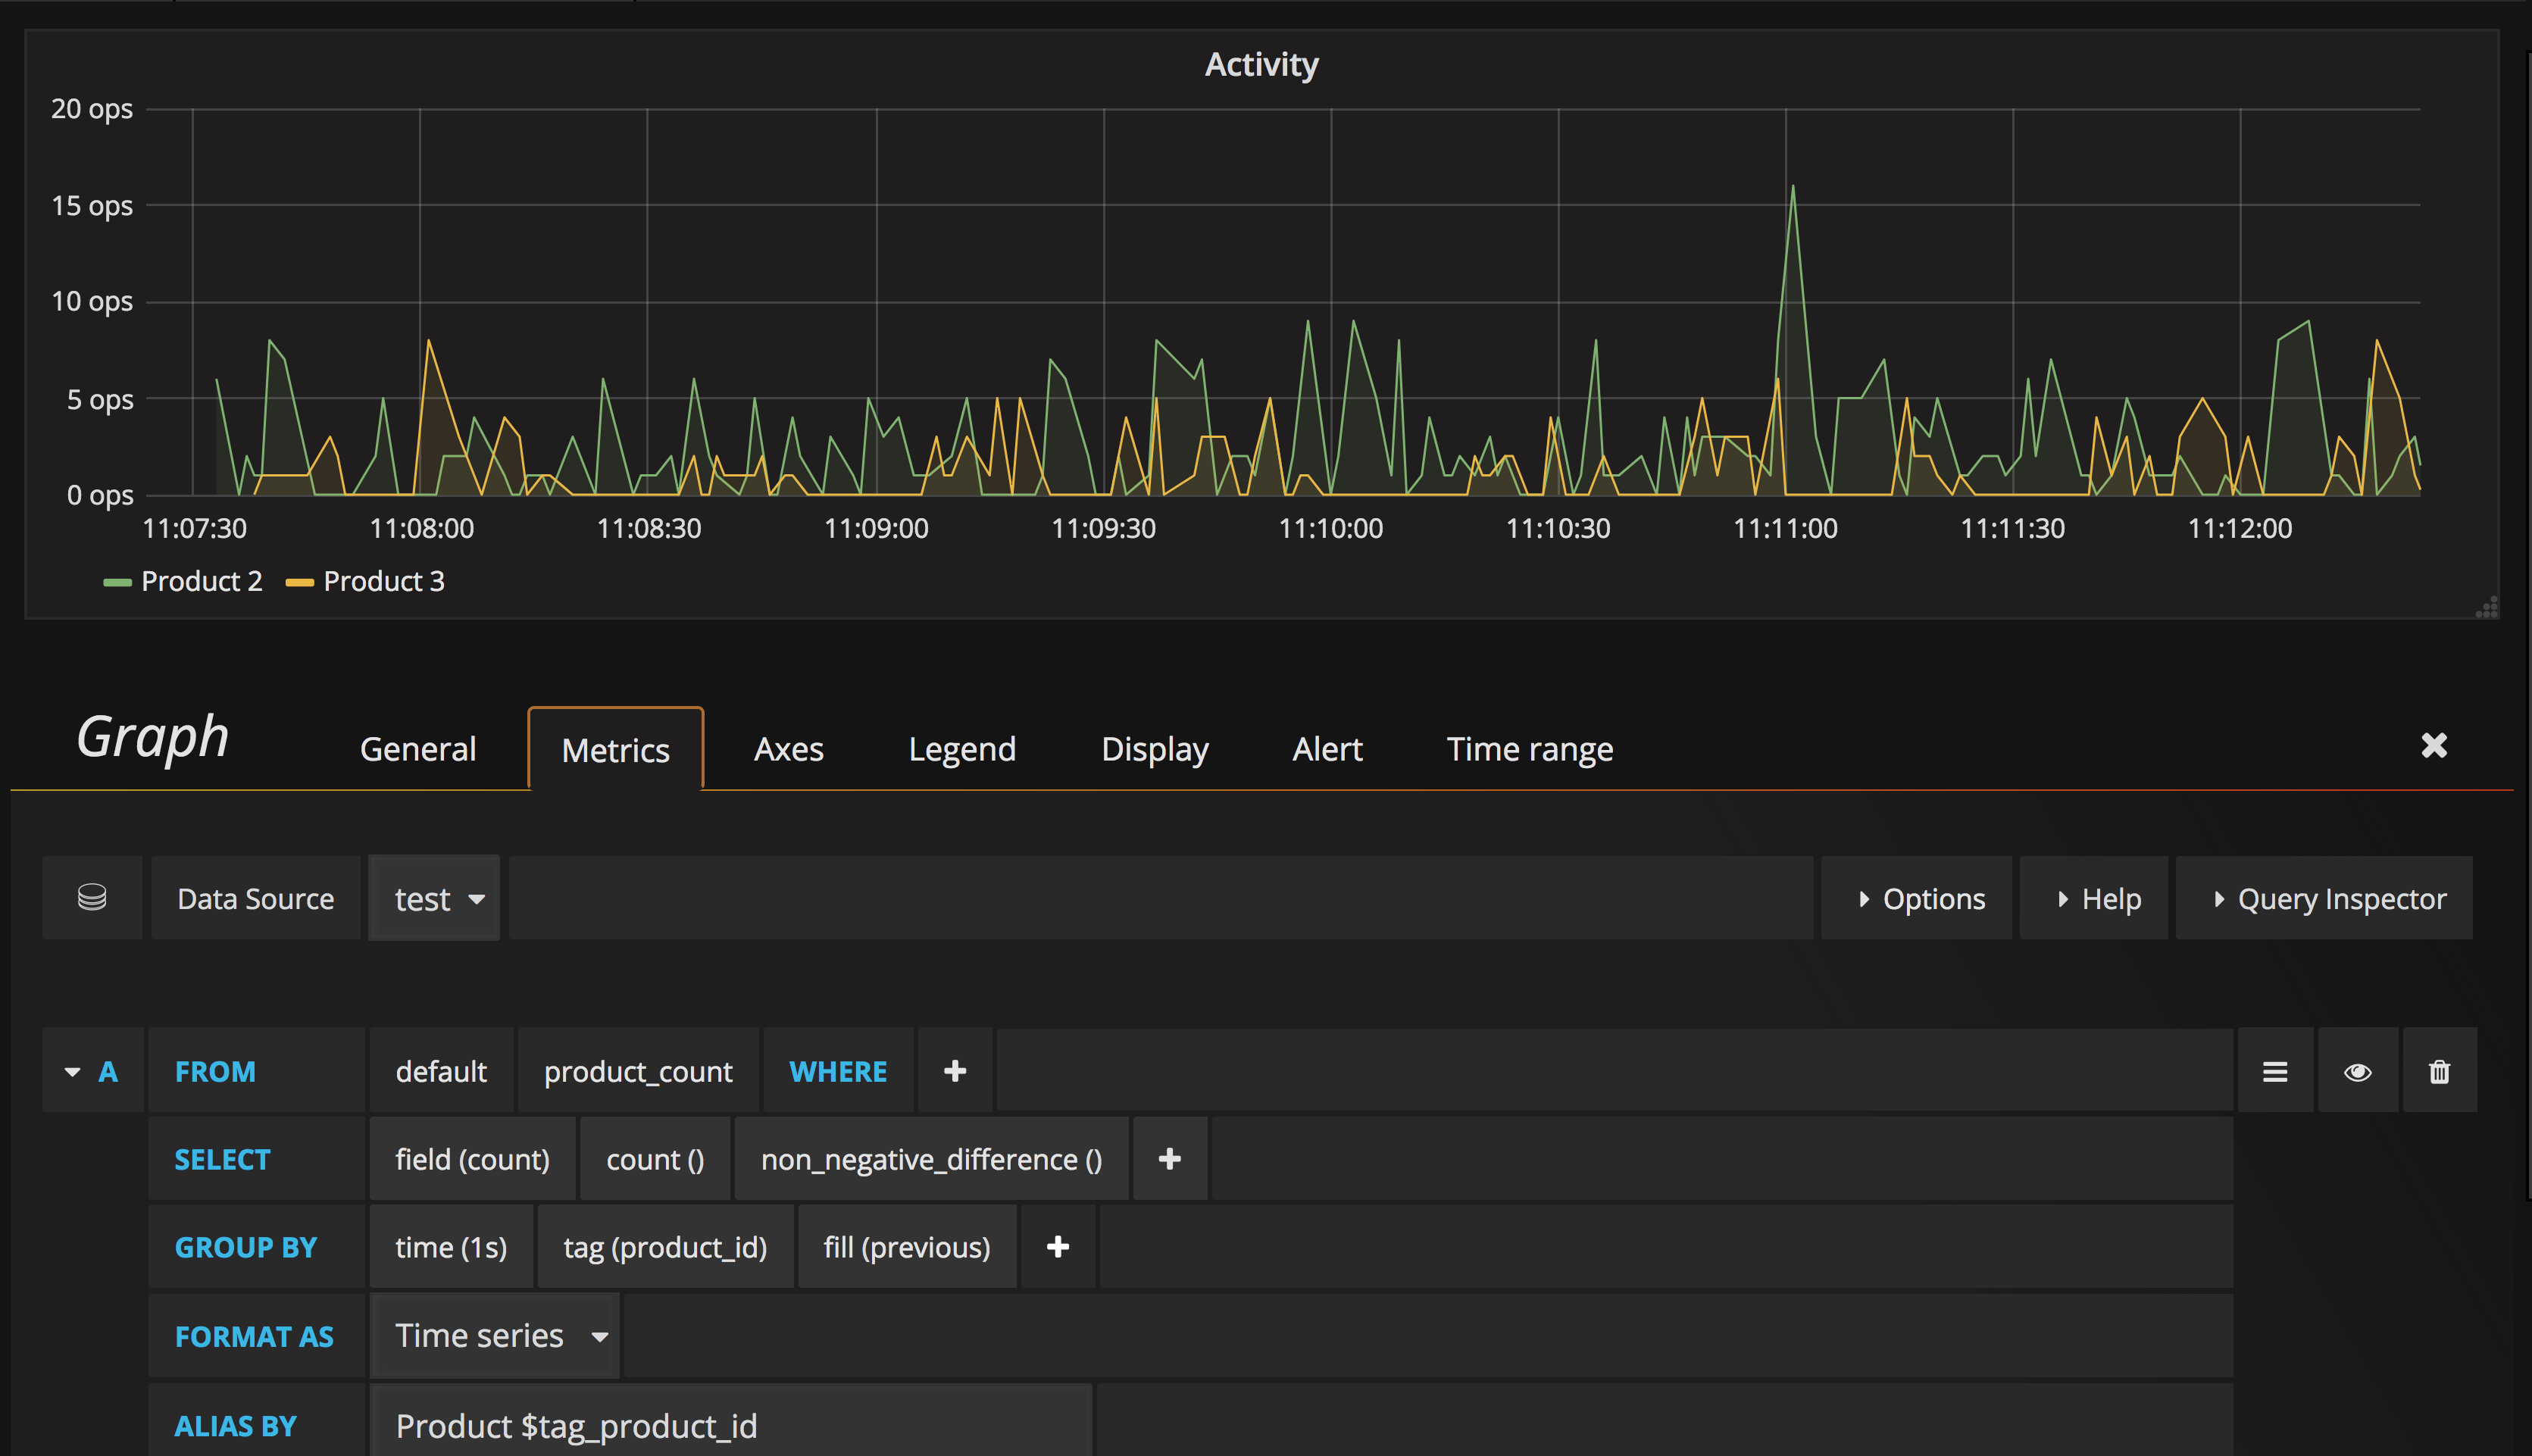 Activity
20 ops
15 ops
10 ops
5 ops
0 ops
11:07:30 11:08:00 11:08:30 11:09:00 11:09:30 11:10:00 11:10:30 11:11:00 11:11:30 11:12:00
Product 2 Product 3
Graph General Metrics Axes Legend Display Alert Time range
Data Source test Options Help Query Inspector
A FROM default product_count WHERE +
SELECT field (count) count () non_negative_difference () +
GROUP BY time (1s) tag (product_id) fill (previous) +
FORMAT AS Time series
ALIAS BY Product $tag_product_id